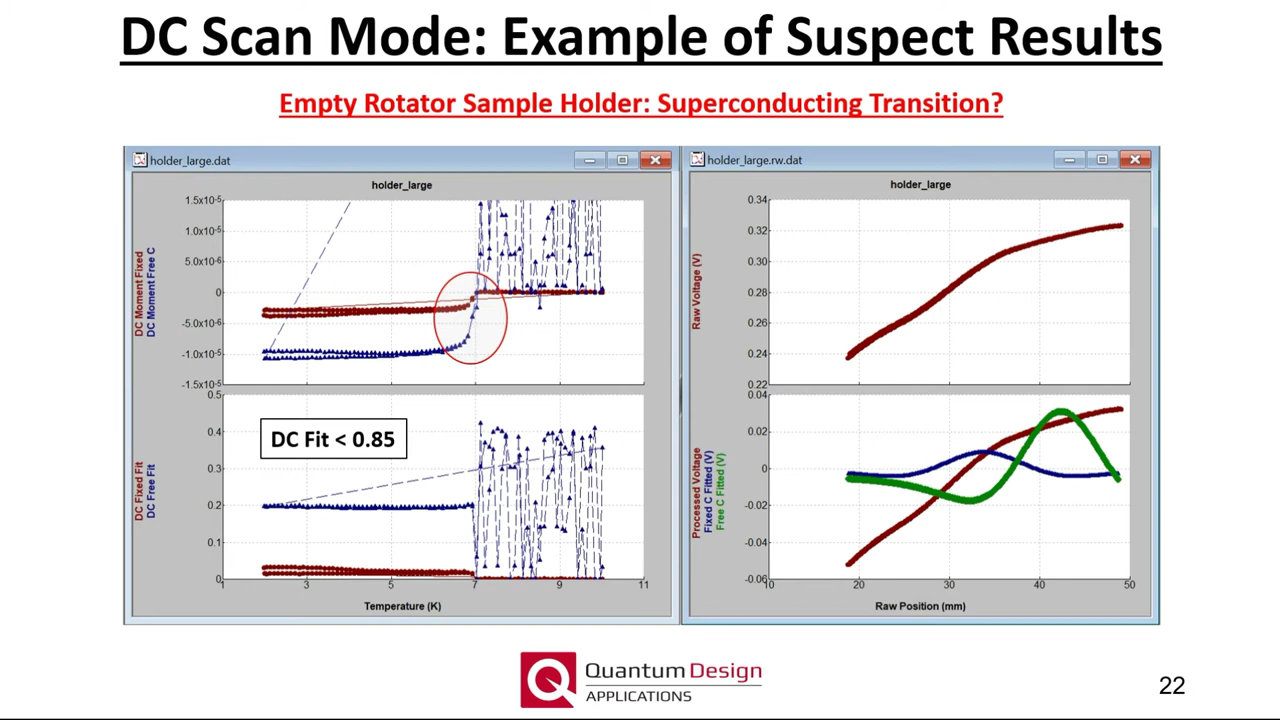 DC Scan Mode: Example of Suspect Results
Empty Rotator Sample Holder: Superconducting Transition?
holder_large.dat
holder_large
1.5x10-5
1.0x10-5
5.0x10-6
0
-5.0x10-6
-1.0x10-5
-1.5x10-5
DC Moment Fixed
DC Moment Free C
0.5
0.4
0.3
0.2
0.1
0
DC Fixed Fit
DC Free Fit
DC Fit < 0.85
1 3 5 7 9 11
Temperature (K)
holder_large.rw.dat
holder_large
0.34
0.32
0.30
0.28
0.26
0.24
0.22
Raw Voltage (V)
0.04
0.02
0
-0.02
-0.04
-0.06
Processed Voltage
Fixed C Fitted (V)
Free C Fitted (V)
10 20 30 40 50
Raw Position (mm)
Quantum Design
APPLICATIONS
22